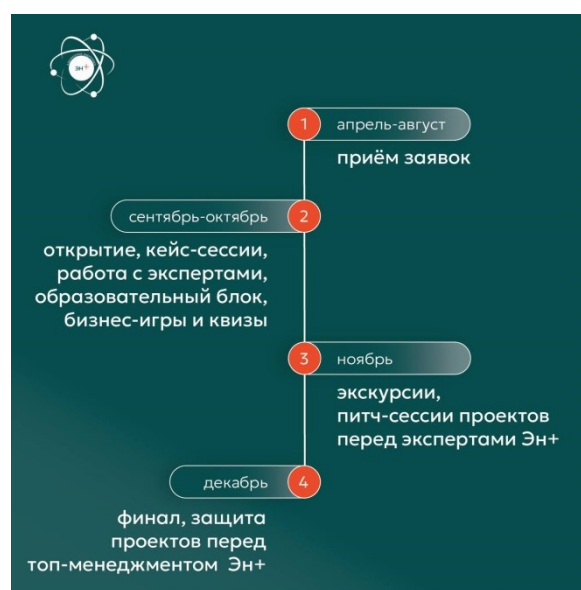 эн+
1
апрель-август
приём заявок
сентябрь-октябрь
2
открытие, кейс-сессии,
работа с экспертами,
образовательный блок,
бизнес-игры и квизы
3
ноябрь
экскурсии,
питч-сессии проектов
перед экспертами Эн+
декабрь
4
финал, защита
проектов перед
топ-менеджментом Эн+